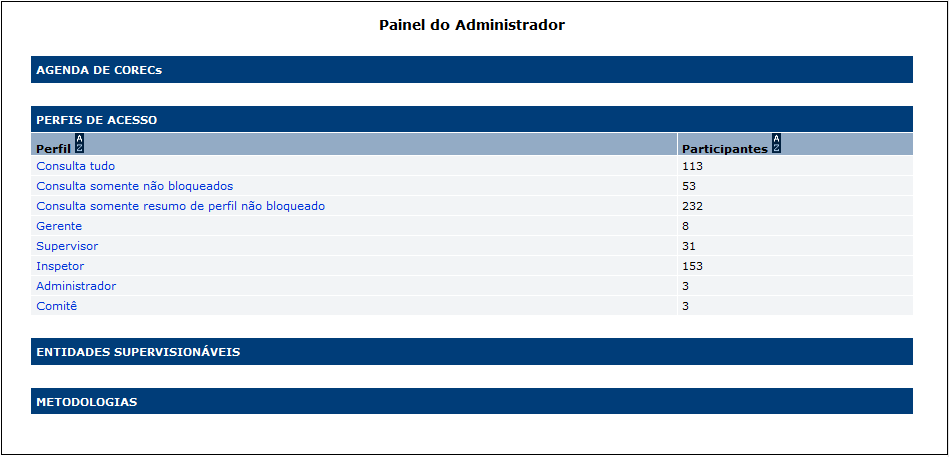 Painel do Administrador
AGENDA DE CORECs
PERFIS DE ACESSO
Perfil AZ Participantes AZ
Consulta tudo 113
Consulta somente não bloqueados 53
Consulta somente resumo de perfil não bloqueado 232
Gerente 8
Supervisor 31
Inspetor 153
Administrador 3
Comitê 3
ENTIDADES SUPERVISIONÁVEIS
METODOLOGIAS